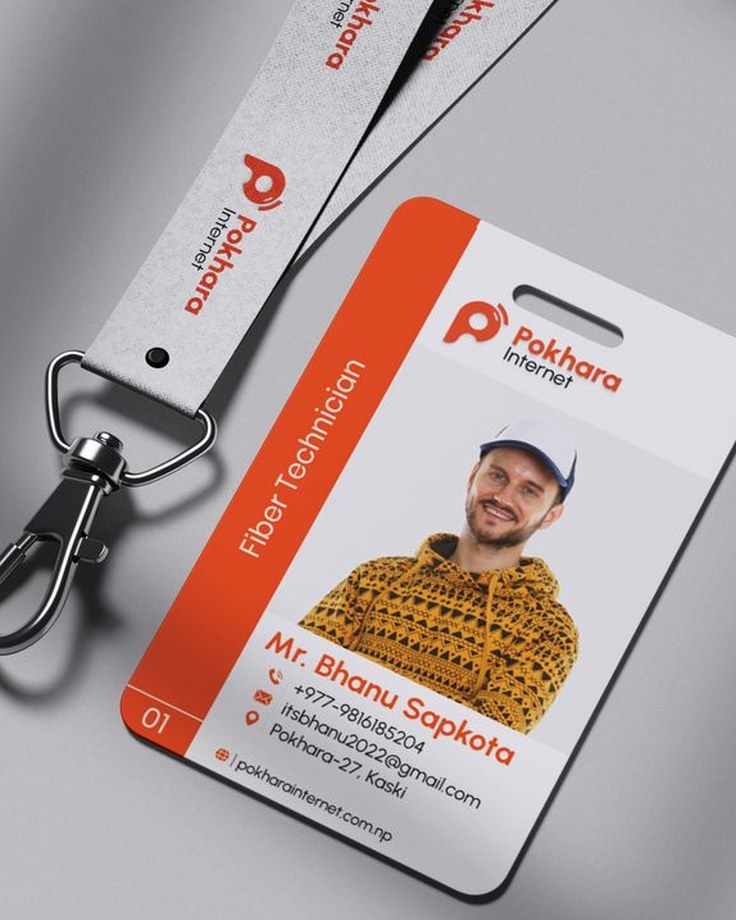 Pokhara
Internet
Pokhara
Pokhara
Internet
Pokhara
Internet
Fiber Technician
Mr. Bhanu Sapkota
+977-9816185204
itsbhanu2022@gmail.com
Pokhara-27, Kaski
01
pokharainternet.com.np